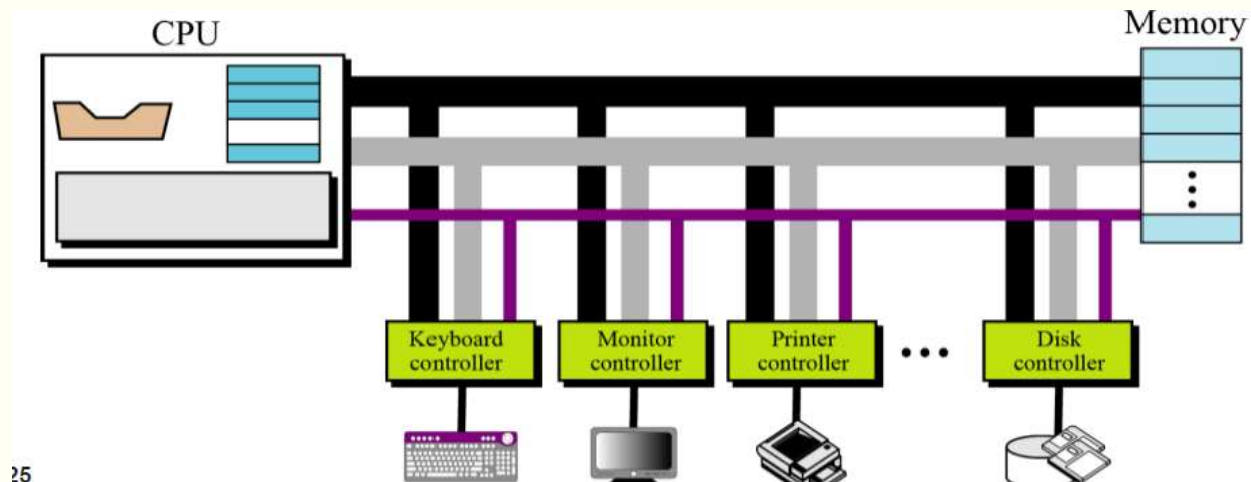 CPU
Memory
Keyboard
controller
Monitor
controller
Printer
controller
Disk
controller
25